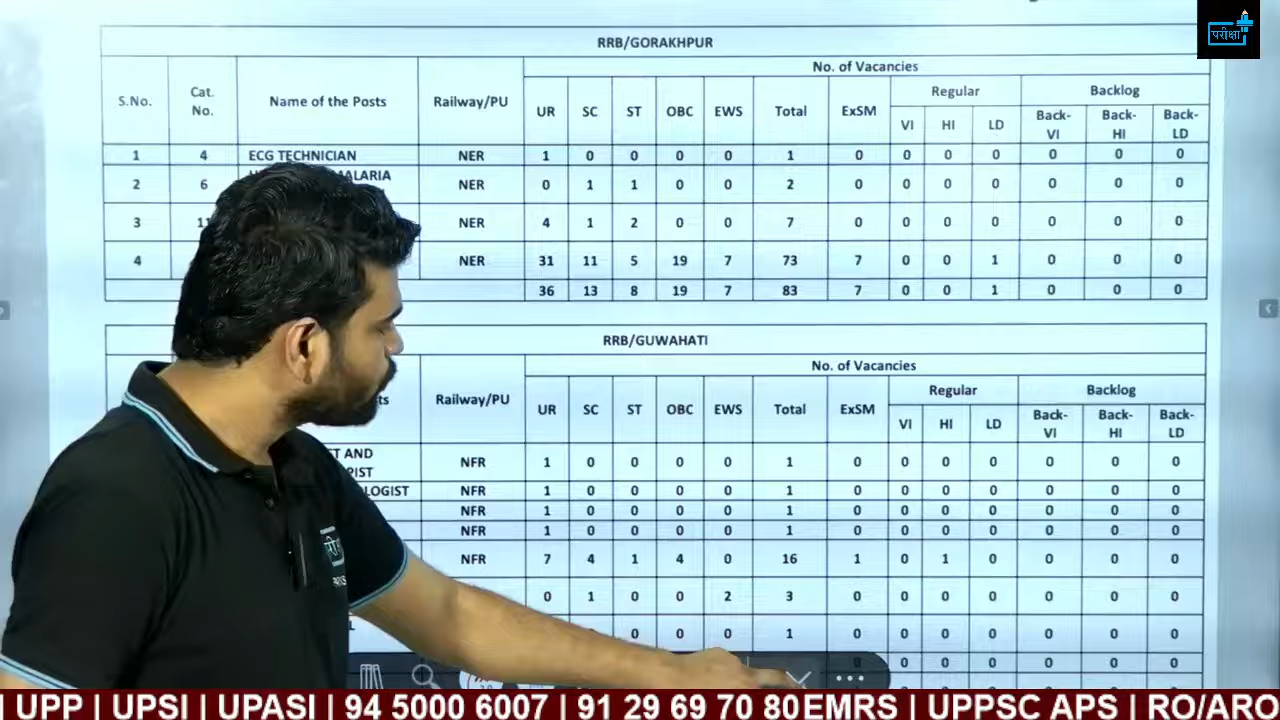 परीक्षा
RRB/GORAKHPUR
S.No. Cat. No. Name of the Posts Railway/PU No. of Vacancies
UR SC ST OBC EWS Total ExSM Regular Backlog
VI HI LD Back-VI Back-HI Back-LD
1 4 ECG TECHNICIAN NER 1 0 0 0 0 1 0 0 0 0 0 0 0
2 6 MALARIA NER 0 1 1 0 0 2 0 0 0 0 0 0 0
3 NER 4 1 2 0 0 7 0 0 0 0 0 0 0
4 NER 31 11 5 19 7 73 7 0 0 1 0 0 0
36 13 8 19 7 83 7 0 0 1 0 0 0
RRB/GUWAHATI
Railway/PU No. of Vacancies
UR SC ST OBC EWS Total ExSM Regular Backlog
VI HI LD Back-VI Back-HI Back-LD
AND
NFR 1 0 0 0 0 1 0 0 0 0 0 0 0
NFR 1 0 0 0 0 1 0 0 0 0 0 0 0
NFR 1 0 0 0 0 1 0 0 0 0 0 0 0
NFR 1 0 0 0 0 1 0 0 0 0 0 0 0
NFR 7 4 1 4 0 16 1 0 1 0 0 0 0
0 1 0 0 2 3 0 0 0 0 0 0 0
0 0 0 1 0 0 0 0 0 0 0
0 0 0 0 0 0 0
| UPP | UPSI | UPASI | 94 5000 6007 | 91 29 69 70 80 EMRS | UPPSC APS | RO/ARO